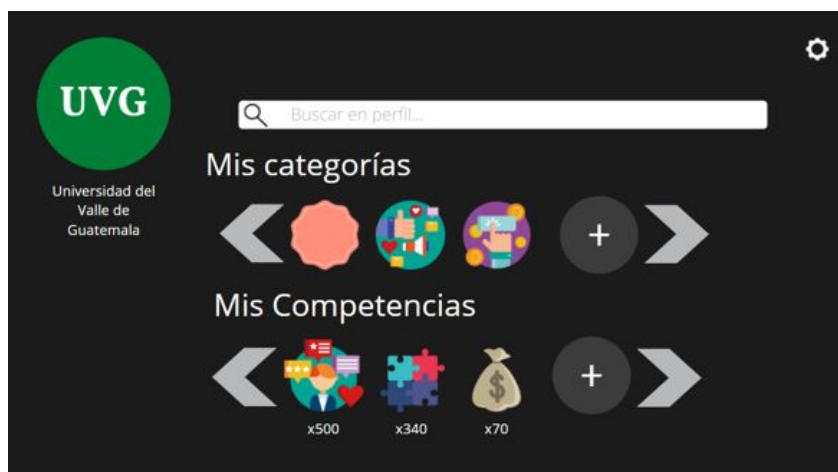 UVG
Universidad del
Valle de
Guatemala
Buscar en perfil...
Mis categorías
+
Mis Competencias
$
+
x500
x340
x70